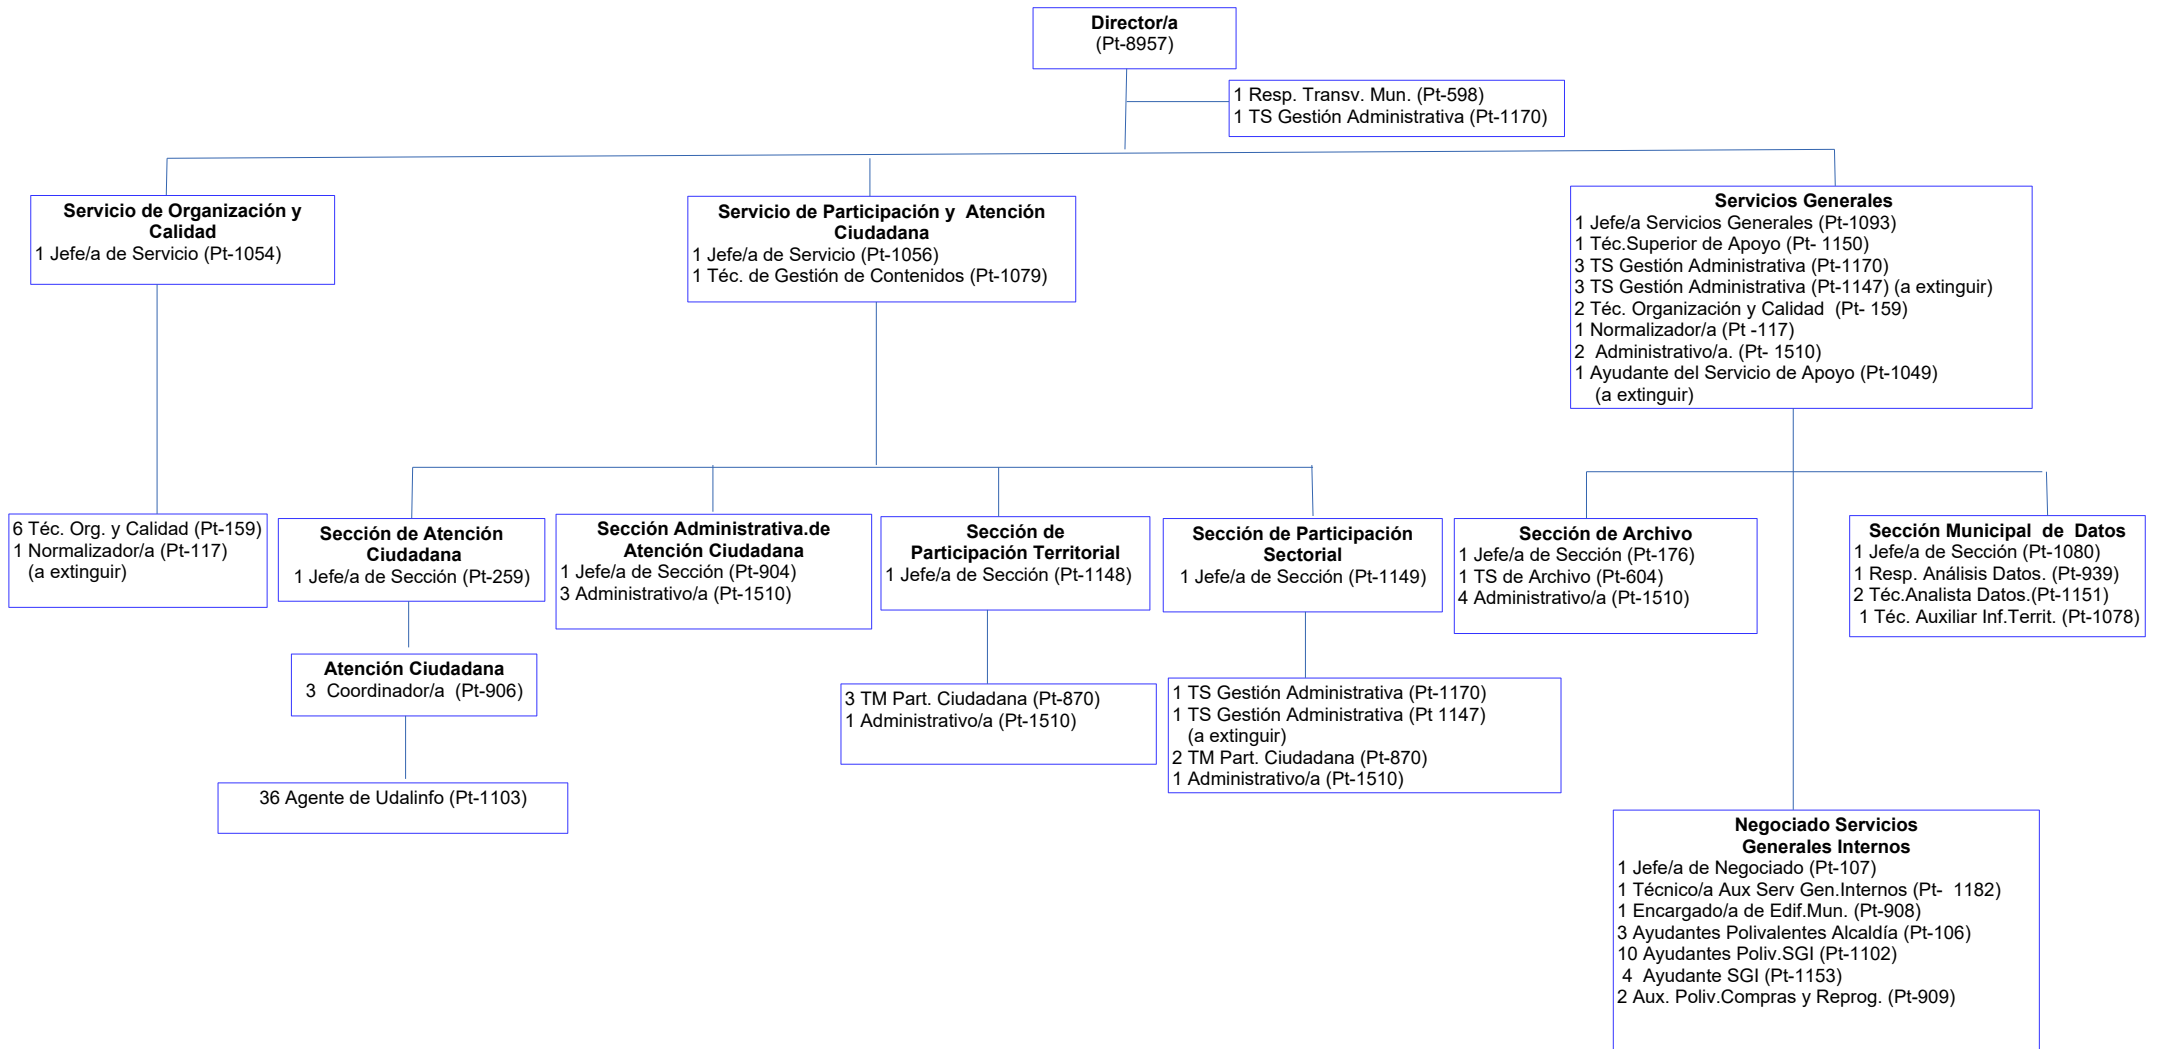 Director/a
(Pt-8957)
1 Resp. Transv. Mun. (Pt-598)
1 TS Gestión Administrativa (Pt-1170)
Servicio de Organización y
Calidad
1 Jefe/a de Servicio (Pt-1054)
Servicio de Participación y Atención
Ciudadana
1 Jefe/a de Servicio (Pt-1056)
1 Téc. de Gestión de Contenidos (Pt-1079)
Servicios Generales
1 Jefe/a Servicios Generales (Pt-1093)
1 Téc.Superior de Apoyo (Pt- 1150)
3 TS Gestión Administrativa (Pt-1170)
3 TS Gestión Administrativa (Pt-1147) (a extinguir)
2 Téc. Organización y Calidad (Pt- 159)
1 Normalizador/a (Pt -117)
2 Administrativo/a. (Pt- 1510)
1 Ayudante del Servicio de Apoyo (Pt-1049)
(a extinguir)
6 Téc. Org. y Calidad (Pt-159)
1 Normalizador/a (Pt-117)
(a extinguir)
Sección de Atención
Ciudadana
1 Jefe/a de Sección (Pt-259)
Sección Administrativa.de
Atención Ciudadana
1 Jefe/a de Sección (Pt-904)
3 Administrativo/a (Pt-1510)
Sección de
Participación Territorial
1 Jefe/a de Sección (Pt-1148)
Sección de Participación
Sectorial
1 Jefe/a de Sección (Pt-1149)
Sección de Archivo
1 Jefe/a de Sección (Pt-176)
1 TS de Archivo (Pt-604)
4 Administrativo/a (Pt-1510)
Sección Municipal de Datos
1 Jefe/a de Sección (Pt-1080)
1 Resp. Análisis Datos. (Pt-939)
2 Téc.Analista Datos.(Pt-1151)
1 Téc. Auxiliar Inf.Territ. (Pt-1078)
Atención Ciudadana
3 Coordinador/a (Pt-906)
3 TM Part. Ciudadana (Pt-870)
1 Administrativo/a (Pt-1510)
1 TS Gestión Administrativa (Pt-1170)
1 TS Gestión Administrativa (Pt 1147)
(a extinguir)
2 TM Part. Ciudadana (Pt-870)
1 Administrativo/a (Pt-1510)
36 Agente de Udalinfo (Pt-1103)
Negociado Servicios
Generales Internos
1 Jefe/a de Negociado (Pt-107)
1 Técnico/a Aux Serv Gen.Internos (Pt- 1182)
1 Encargado/a de Edif.Mun. (Pt-908)
3 Ayudantes Polivalentes Alcaldía (Pt-106)
10 Ayudantes Poliv.SGI (Pt-1102)
4 Ayudante SGI (Pt-1153)
2 Aux. Poliv.Compras y Reprog. (Pt-909)